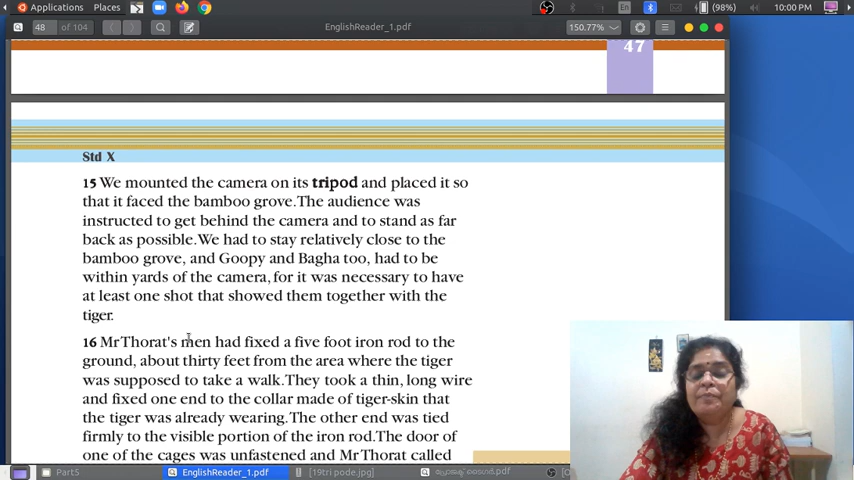 Applications Places En (98%) 10:00 PM
48 of 104 EnglishReader_1.pdf 150.77%
47
Std X
15 We mounted the camera on its tripod and placed it so
that it faced the bamboo grove. The audience was
instructed to get behind the camera and to stand as far
back as possible. We had to stay relatively close to the
bamboo grove, and Goopy and Bagha too, had to be
within yards of the camera, for it was necessary to have
at least one shot that showed them together with the
tiger.
16 Mr Thorat's men had fixed a five foot iron rod to the
ground, about thirty feet from the area where the tiger
was supposed to take a walk. They took a thin, long wire
and fixed one end to the collar made of tiger-skin that
the tiger was already wearing. The other end was tied
firmly to the visible portion of the iron rod. The door of
one of the cages was unfastened and Mr Thorat called
Part5 EnglishReader_1.pdf [19tri pode.jpg] പ്രോജക്ട് ടൈഗർ.pdf [O